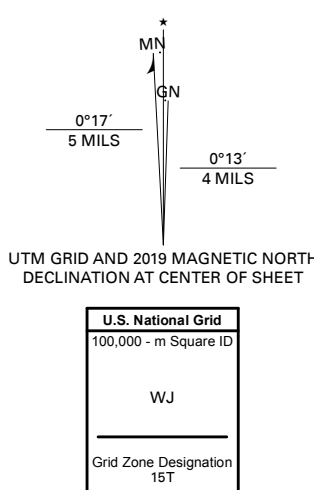 MN
GN
0°17´
5 MILS
0°13´
4 MILS
UTM GRID AND 2019 MAGNETIC NORTH
DECLINATION AT CENTER OF SHEET
U.S. National Grid
100,000 - m Square ID
WJ
Grid Zone Designation
15T